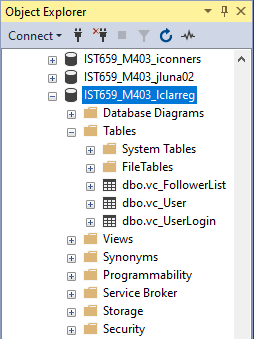 Object Explorer
Connect
IST659_M403_iconners
IST659_M403_jluna02
IST659_M403_lclarreg
Database Diagrams
Tables
System Tables
FileTables
dbo.vc_FollowerList
dbo.vc_User
dbo.vc_UserLogin
Views
Synonyms
Programmability
Service Broker
Storage
Security